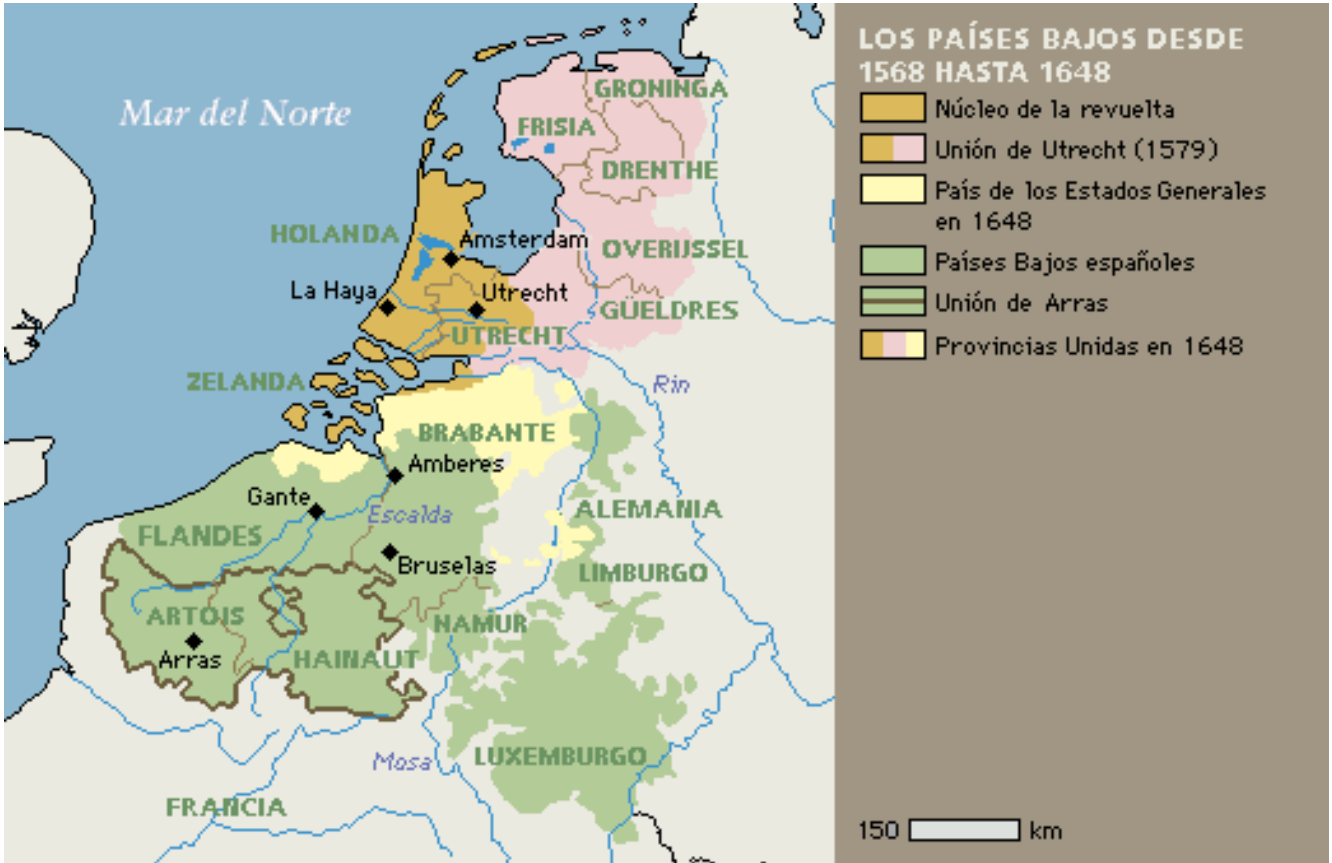 LOS PAÍSES BAJOS DESDE
1568 HASTA 1648
Núcleo de la revuelta
Unión de Utrecht (1579)
País de los Estados Generales
en 1648
Países Bajos españoles
Unión de Arras
Provincias Unidas en 1648
150 km
Mar del Norte
GRONINGA
FRISIA
DRENTHE
HOLANDA
Amsterdam
OVERIJSSEL
La Haya
Utrecht
GÜELDRES
UTRECHT
ZELANDA
Rin
BRABANTE
Amberes
Gante
Escalda
ALEMANIA
FLANDES
Bruselas
LIMBURGO
ARTOIS
NAMUR
Arras
HAINAUT
Mosa
LUXEMBURGO
FRANCIA